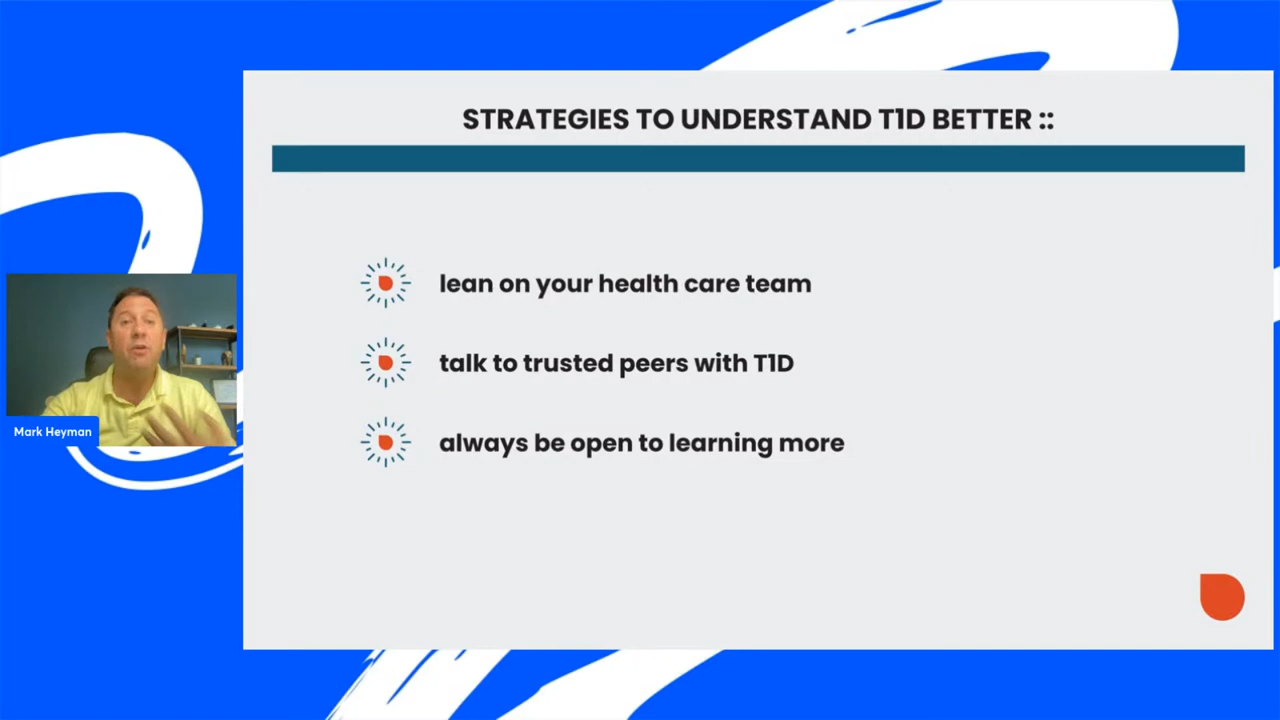 STRATEGIES TO UNDERSTAND T1D BETTER ::
lean on your health care team
talk to trusted peers with T1D
always be open to learning more
Mark Heyman